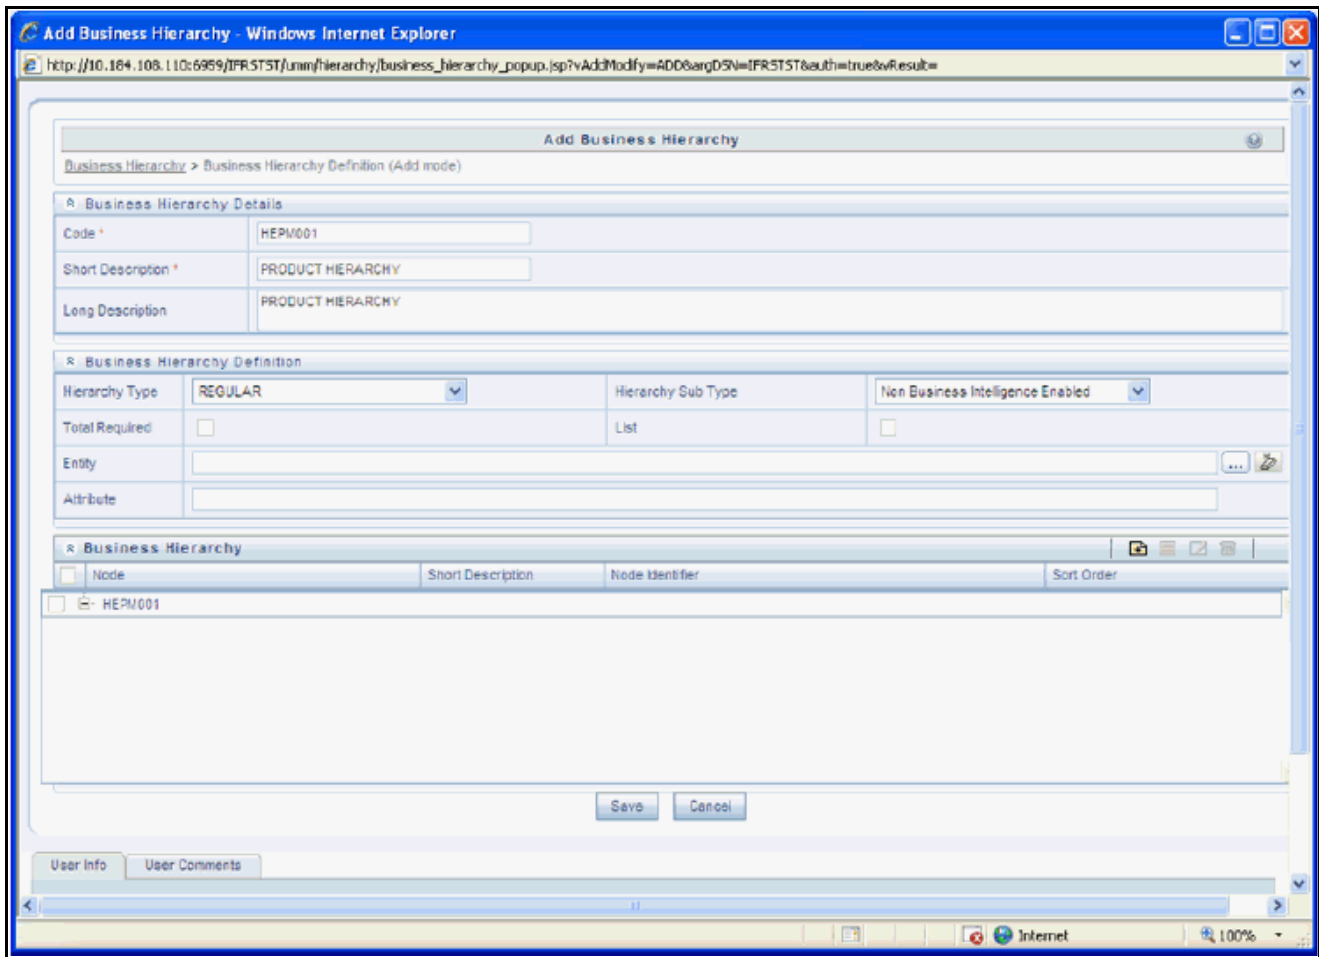 Add Business Hierarchy - Windows Internet Explorer
http://10.184.108.110:6959/IFRSTST/umm/hierarchy/business_hierarchy_popup.jsp?vAddModify=ADD&argDSN=IFRSTST&auth=true&vResult=
Add Business Hierarchy
Business Hierarchy > Business Hierarchy Definition (Add mode)
Business Hierarchy Details
Code * HEPM001
Short Description * PRODUCT HIERARCHY
Long Description PRODUCT HIERARCHY
Business Hierarchy Definition
Hierarchy Type REGULAR Hierarchy Sub Type Non Business Intelligence Enabled
Total Required List
Entity ...
Attribute
Business Hierarchy
Node Short Description Node Identifier Sort Order
HEPM001
Save Cancel
User Info User Comments
Internet 100%